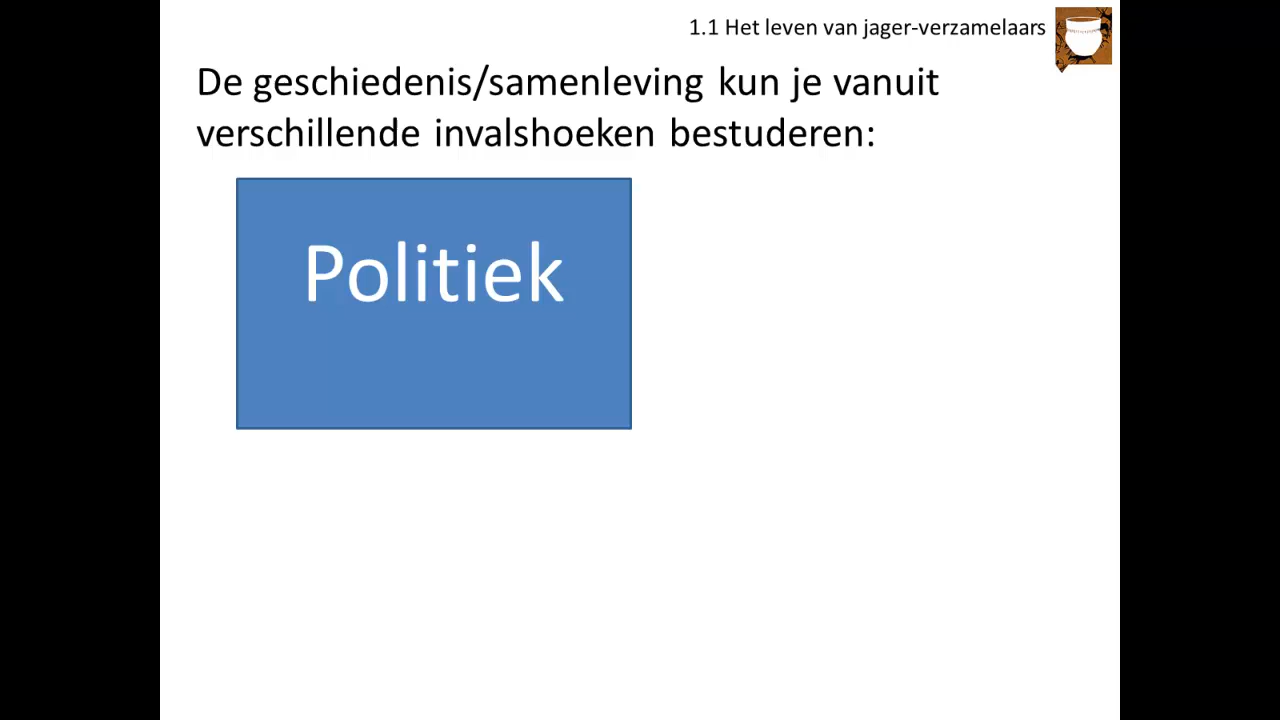 1.1 Het leven van jager-verzamelaars
De geschiedenis/samenleving kun je vanuit
verschillende invalshoeken bestuderen:
Politiek